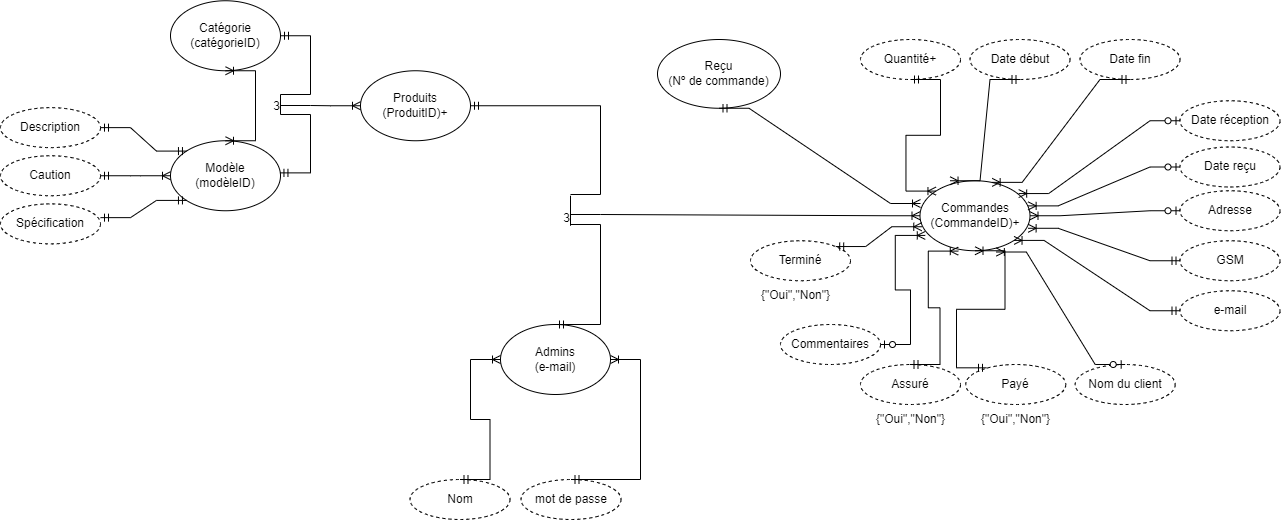 Catégorie
(catégorieID)
Description
Caution
Spécification
Modèle
(modèleID)
3
Produits
(ProduitID)+
3
Admins
(e-mail)
Nom
mot de passe
Reçu
(Nº de commande)
Quantité+
Date début
Date fin
Date réception
Date reçu
Adresse
GSM
e-mail
Commandes
(CommandeID)+
Terminé
{"Oui","Non"}
Commentaires
Assuré
{"Oui","Non"}
Payé
{"Oui","Non"}
Nom du client